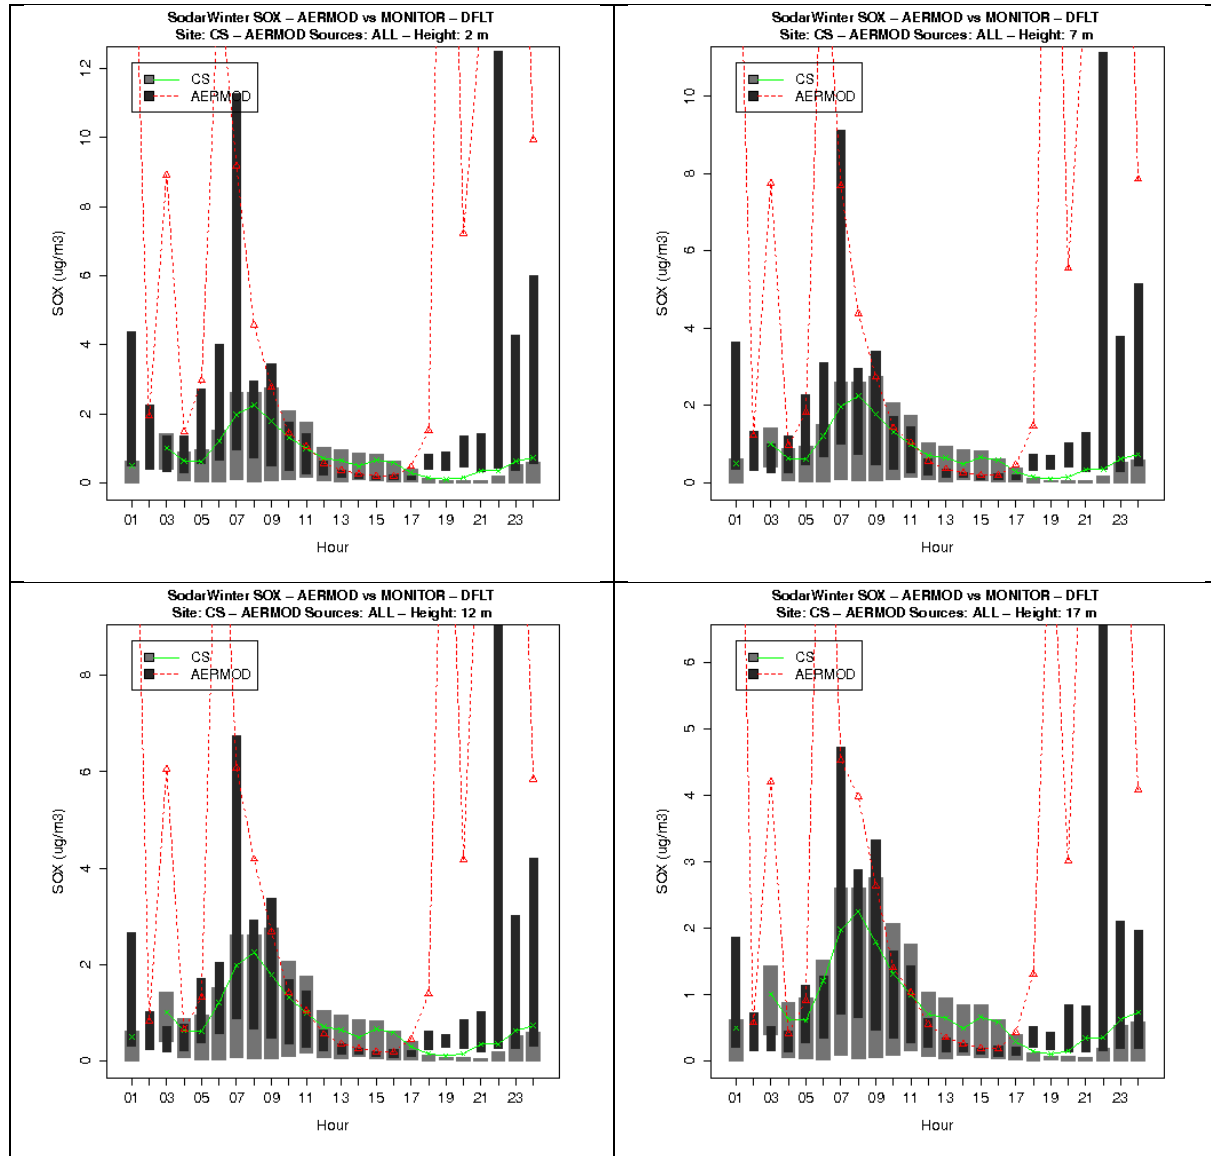 SodarWinter SOX – AERMOD vs MONITOR – DFLT
Site: CS – AERMOD Sources: ALL – Height: 2 m
CS
AERMOD
12
10
8
6
4
2
0
SOX (ug/m3)
01 03 05 07 09 11 13 15 17 19 21 23
Hour
SodarWinter SOX – AERMOD vs MONITOR – DFLT
Site: CS – AERMOD Sources: ALL – Height: 7 m
CS
AERMOD
10
8
6
4
2
0
SOX (ug/m3)
01 03 05 07 09 11 13 15 17 19 21 23
Hour
SodarWinter SOX – AERMOD vs MONITOR – DFLT
Site: CS – AERMOD Sources: ALL – Height: 12 m
CS
AERMOD
8
6
4
2
0
SOX (ug/m3)
01 03 05 07 09 11 13 15 17 19 21 23
Hour
SodarWinter SOX – AERMOD vs MONITOR – DFLT
Site: CS – AERMOD Sources: ALL – Height: 17 m
CS
AERMOD
6
5
4
3
2
1
0
SOX (ug/m3)
01 03 05 07 09 11 13 15 17 19 21 23
Hour